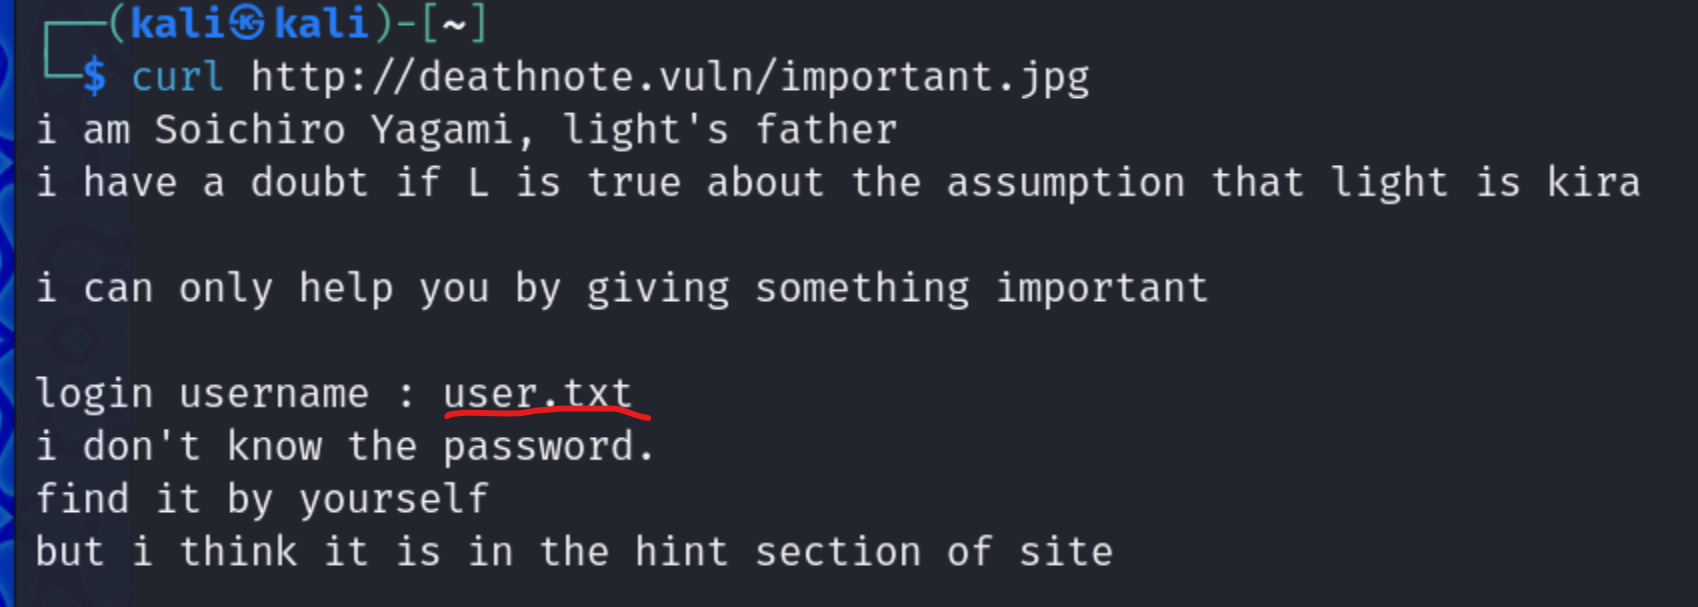 (kali㉿kali)-[~]
$ curl http://deathnote.vuln/important.jpg
i am Soichiro Yagami, light's father
i have a doubt if L is true about the assumption that light is kira
i can only help you by giving something important
login username : user.txt
i don't know the password.
find it by yourself
but i think it is in the hint section of site